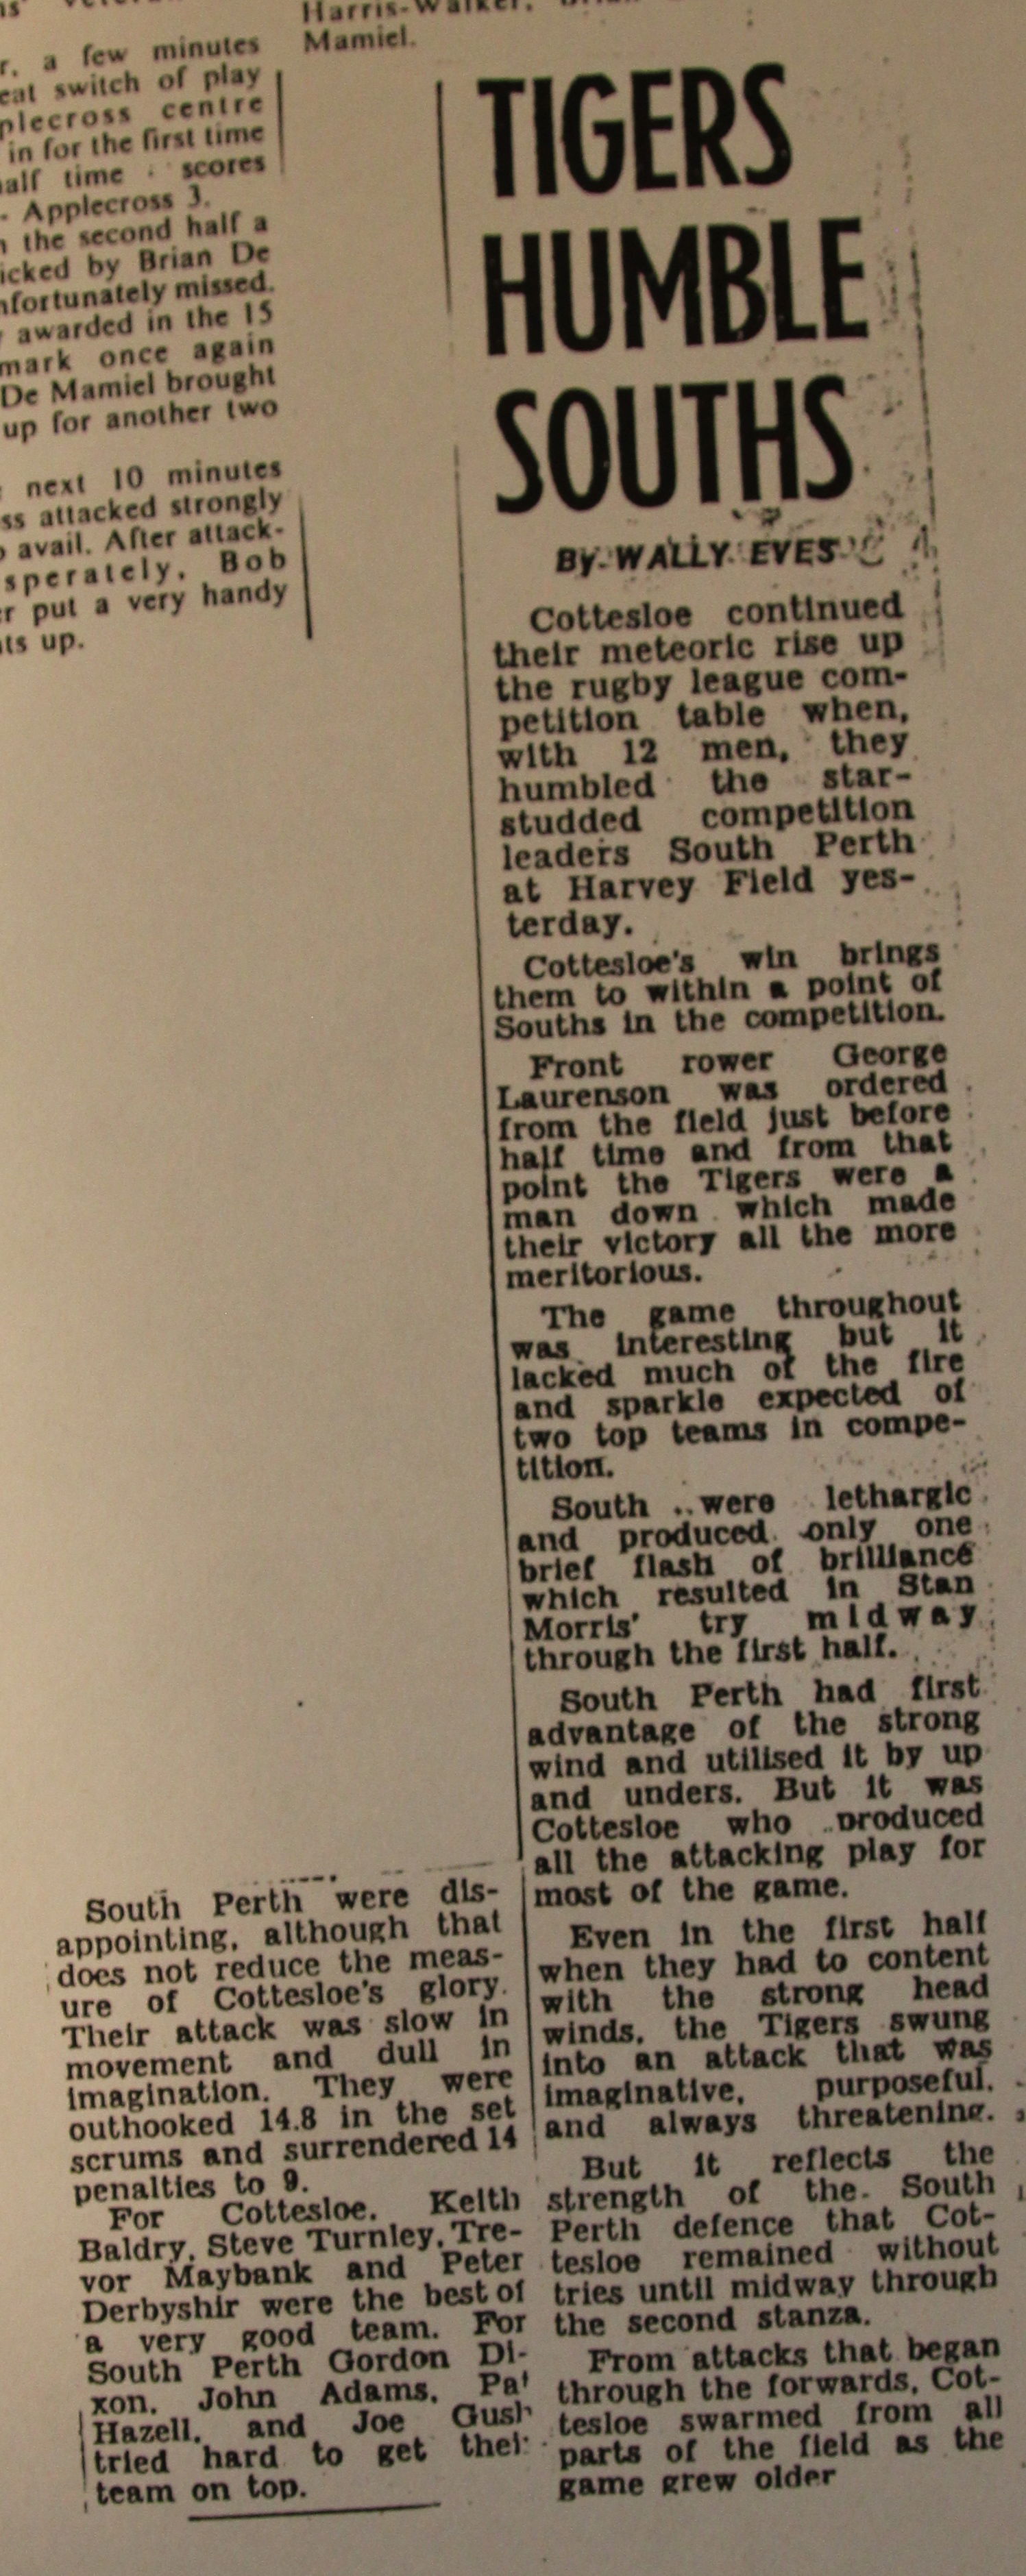 Harris-Walker.
Mamiel.
a few minutes
switch of play
centre
in for the first time
time scores
- Applecross 3.
the second half a
by Brian De
missed.
awarded in the 15
mark once again
De Mamiel brought
up for another two
next 10 minutes
attacked strongly
avail. After attack-
Bob
put a very handy
up.
TIGERS
HUMBLE
SOUTHS
By WALLY EVES
Cottesloe continued
their meteoric rise up
the rugby league com-
petition table when,
with 12 men, they
humbled the star-
studded competition
leaders South Perth
at Harvey Field yes-
terday.
Cottesloe's win brings
them to within a point of
Souths in the competition.
Front rower George
Laurenson was ordered
from the field just before
half time and from that
point the Tigers were a
man down which made
their victory all the more
meritorious.
The game throughout
was interesting but it
lacked much of the fire
and sparkle expected of
two top teams in compe-
tition.
South were lethargic
and produced only one
brief flash of brilliance
which resulted in Stan
Morris' try midway
through the first half.
South Perth had first
advantage of the strong
wind and utilised it by up
and unders. But it was
Cottesloe who produced
all the attacking play for
most of the game.
Even in the first half
when they had to content
with the strong head
winds, the Tigers swung
into an attack that was
imaginative, purposeful,
and always threatening.
But it reflects the
strength of the South
Perth defence that Cot-
tesloe remained without
tries until midway through
the second stanza.
From attacks that began
through the forwards, Cot-
tesloe swarmed from all
parts of the field as the
game grew older
South Perth were dis-
appointing, although that
does not reduce the meas-
ure of Cottesloe's glory.
Their attack was slow in
movement and dull in
imagination. They were
outhooked 14.8 in the set
scrums and surrendered 14
penalties to 9.
For Cottesloe, Keith
Baldry, Steve Turnley, Tre-
vor Maybank and Peter
Derbyshir were the best of
a very good team. For
South Perth Gordon Di-
xon, John Adams, Pat
Hazell, and Joe
tried hard to get their
team on top.